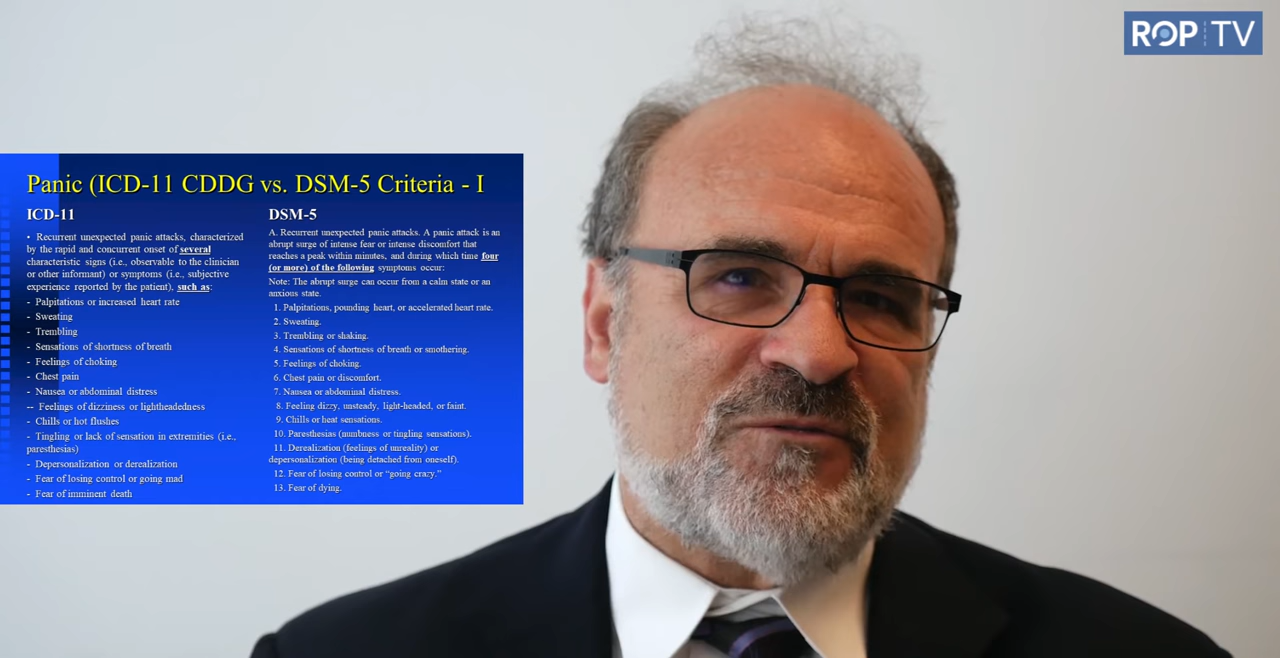 ROP TV
Panic (ICD-11 CDDG vs. DSM-5 Criteria - I
ICD-11
• Recurrent unexpected panic attacks, characterized
by the rapid and concurrent onset of several
characteristic signs (i.e., observable to the clinician
or other informant) or symptoms (i.e., subjective
experience reported by the patient), such as:
- Palpitations or increased heart rate
- Sweating
- Trembling
- Sensations of shortness of breath
- Feelings of choking
- Chest pain
- Nausea or abdominal distress
-- Feelings of dizziness or lightheadedness
- Chills or hot flushes
- Tingling or lack of sensation in extremities (i.e.,
paresthesias)
- Depersonalization or derealization
- Fear of losing control or going mad
- Fear of imminent death
DSM-5
A. Recurrent unexpected panic attacks. A panic attack is an
abrupt surge of intense fear or intense discomfort that
reaches a peak within minutes, and during which time four
(or more) of the following symptoms occur:
Note: The abrupt surge can occur from a calm state or an
anxious state.
1. Palpitations, pounding heart, or accelerated heart rate.
2. Sweating.
3. Trembling or shaking.
4. Sensations of shortness of breath or smothering.
5. Feelings of choking.
6. Chest pain or discomfort.
7. Nausea or abdominal distress.
8. Feeling dizzy, unsteady, light-headed, or faint.
9. Chills or heat sensations.
10. Paresthesias (numbness or tingling sensations).
11. Derealization (feelings of unreality) or
depersonalization (being detached from oneself).
12. Fear of losing control or “going crazy.”
13. Fear of dying.